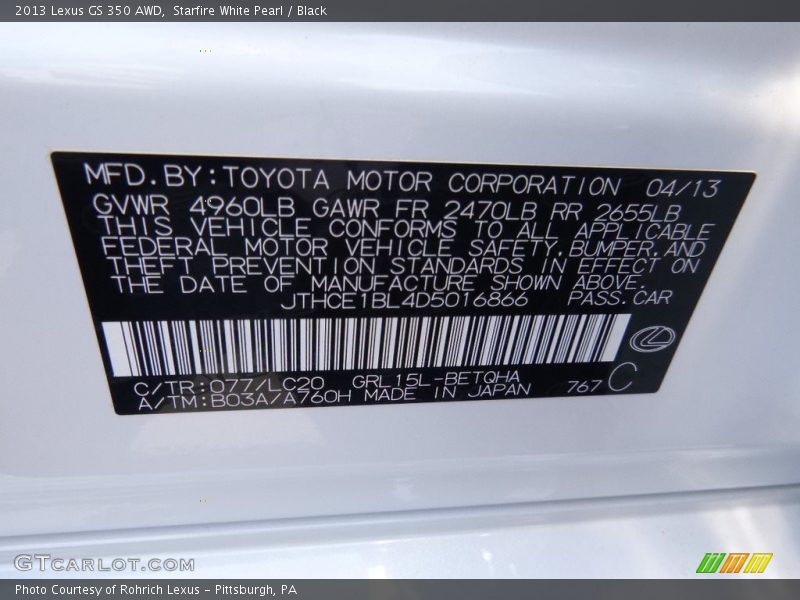 2013 Lexus GS 350 AWD, Starfire White Pearl / Black
MFD. BY: TOYOTA MOTOR CORPORATION 04/13
GVWR 4960LB GAWR FR 2470LB RR 2655LB
THIS VEHICLE CONFORMS TO ALL APPLICABLE
FEDERAL MOTOR VEHICLE SAFETY, BUMPER, AND
THEFT PREVENTION STANDARDS IN EFFECT ON
THE DATE OF MANUFACTURE SHOWN ABOVE.
JTHCE1BL4D5016866 PASS. CAR
C/TR: 077/LC20 GRL15L-BETQHA
A/TM: B03A/A760H MADE IN JAPAN 767 C
GTCARLOT.COM
Photo Courtesy of Rohrich Lexus - Pittsburgh, PA